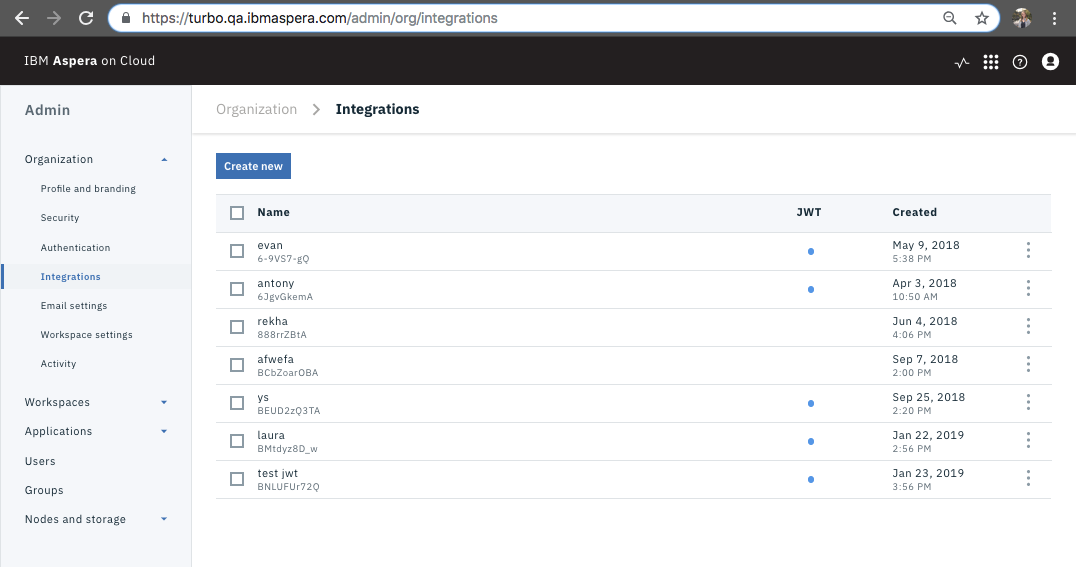 https://turbo.qa.ibmaspera.com/admin/org/integrations
IBM Aspera on Cloud
Admin
Organization
Profile and branding
Security
Authentication
Integrations
Email settings
Workspace settings
Activity
Workspaces
Applications
Users
Groups
Nodes and storage
Organization > Integrations
Create new
Name JWT Created
evan May 9, 2018
6-9VS7-gQ 5:38 PM
antony Apr 3, 2018
6JgvGkemA 10:50 AM
rekha Jun 4, 2018
888rrZBtA 4:06 PM
afwefa Sep 7, 2018
BCbZoarOBA 2:00 PM
ys Sep 25, 2018
BEUD2zQ3TA 2:20 PM
laura Jan 22, 2019
BMtdyz8D_w 2:56 PM
test jwt Jan 23, 2019
BNLUFUr72Q 3:56 PM